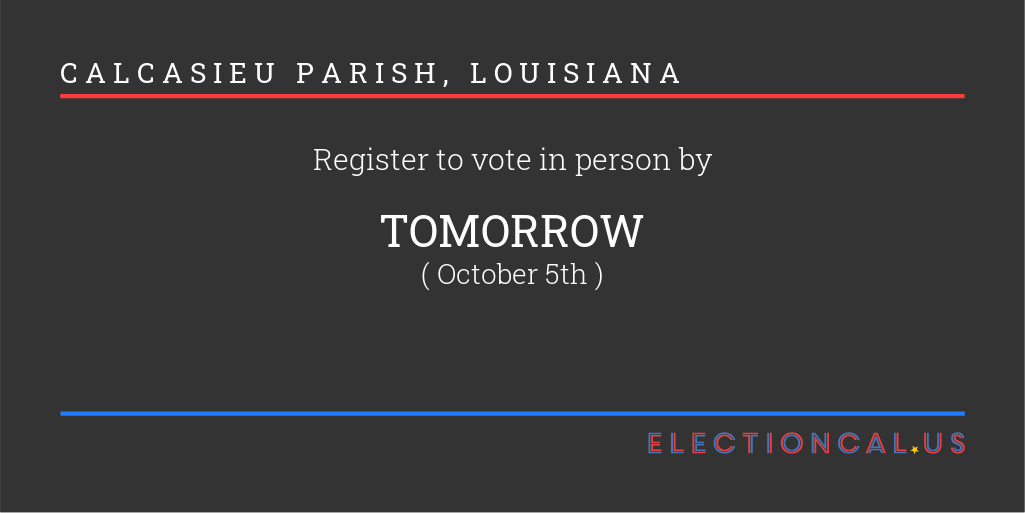 CALCASIEU PARISH, LOUISIANA
Register to vote in person by
TOMORROW
( October 5th )
ELECTIONCAL.US